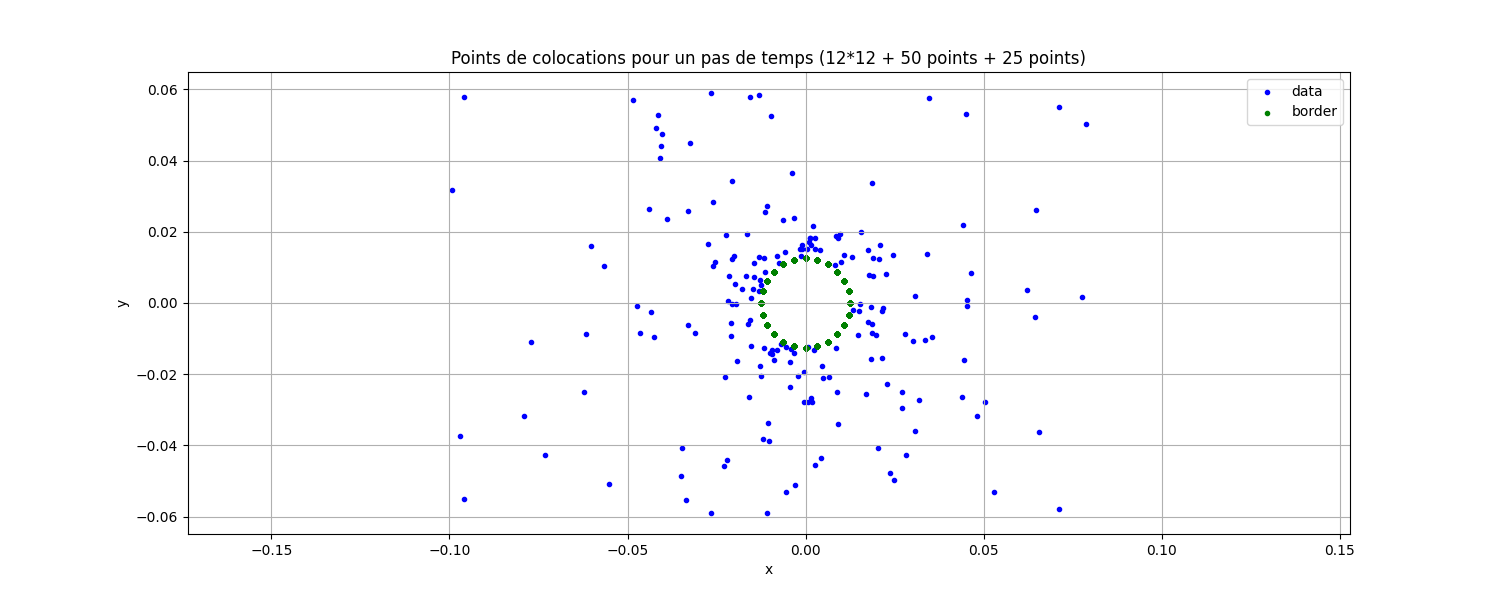 Points de colocations pour un pas de temps (12*12 + 50 points + 25 points)
data
border
y
0.06
0.04
0.02
0.00
−0.02
−0.04
−0.06
−0.15 −0.10 −0.05 0.00 0.05 0.10 0.15
x